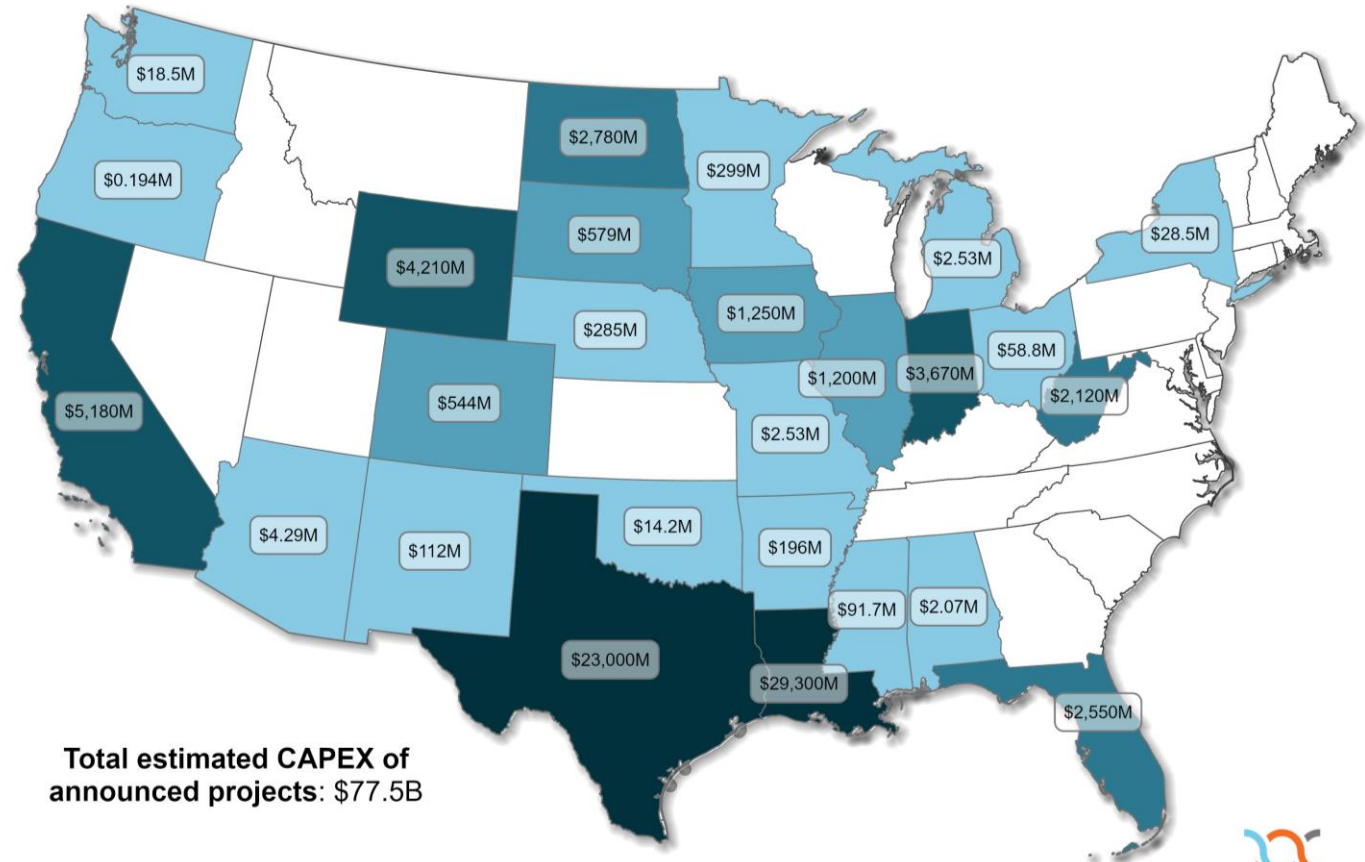 $18.5M
$2,780M
$299M
$0.194M
$28.5M
$579M
$2.53M
$4,210M
$1,250M
$285M
$58.8M
$1,200M
$3,670M
$2,120M
$544M
$5,180M
$2.53M
$14.2M
$4.29M
$196M
$112M
$91.7M
$2.07M
$23,000M
$29,300M
$2,550M
Total estimated CAPEX of
announced projects: $77.5B